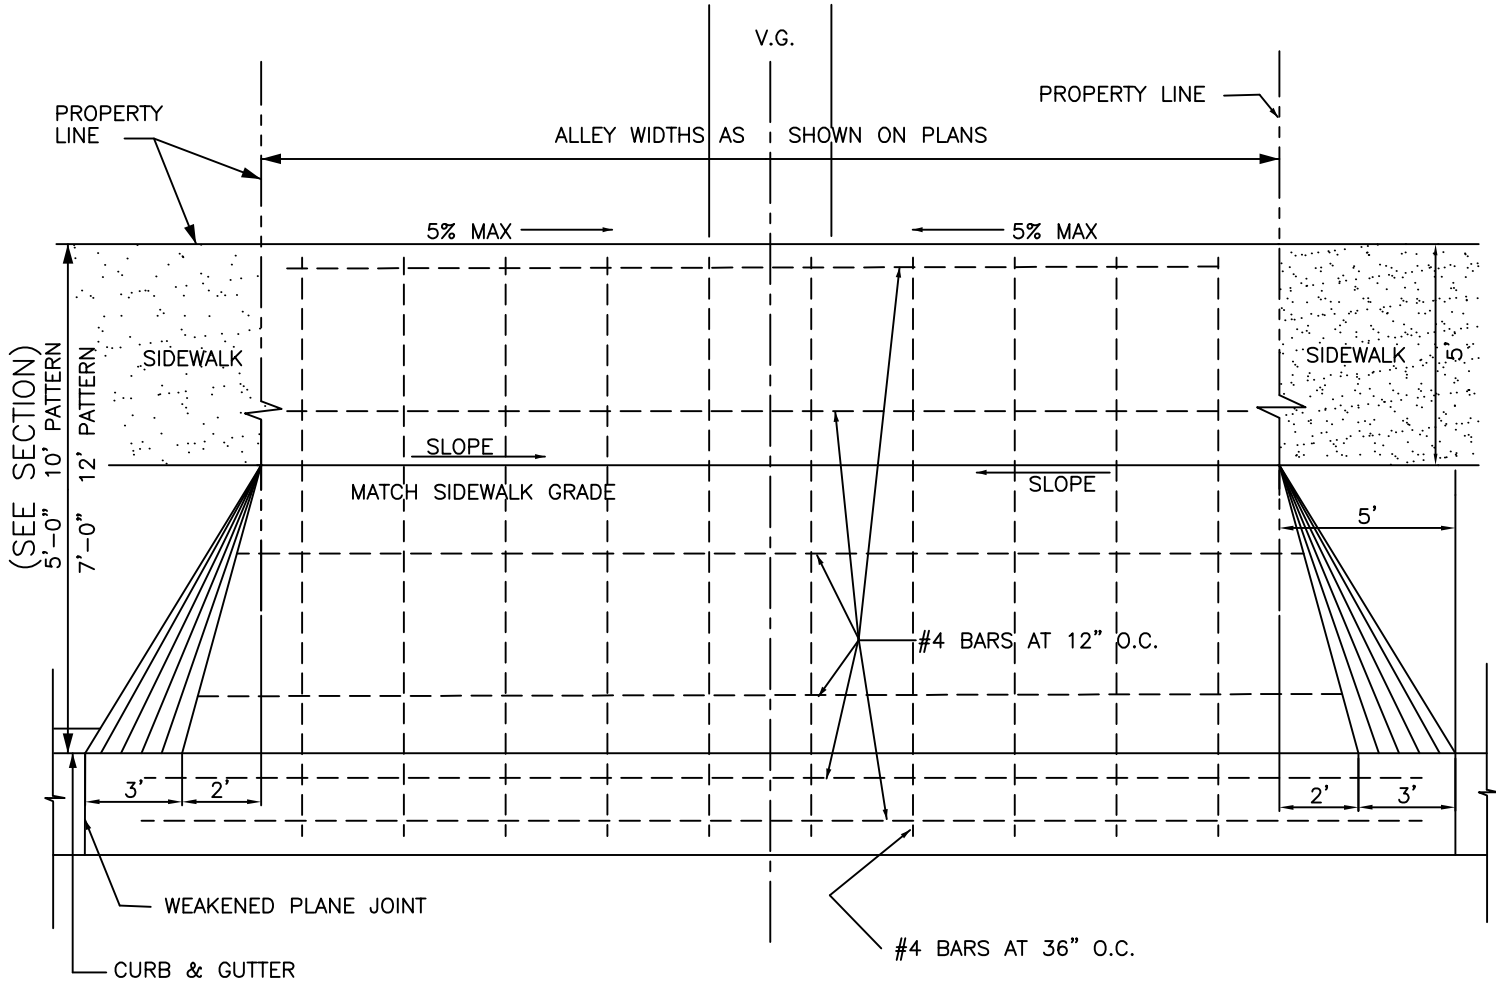 V.G.
PROPERTY LINE
PROPERTY
LINE
ALLEY WIDTHS AS SHOWN ON PLANS
5% MAX
5% MAX
SIDEWALK
SIDEWALK
5'
(SEE SECTION)
5'-0" 10' PATTERN
7'-0" 12' PATTERN
SLOPE
MATCH SIDEWALK GRADE
SLOPE
5'
#4 BARS AT 12" O.C.
3'
2'
2'
3'
WEAKENED PLANE JOINT
#4 BARS AT 36" O.C.
CURB & GUTTER